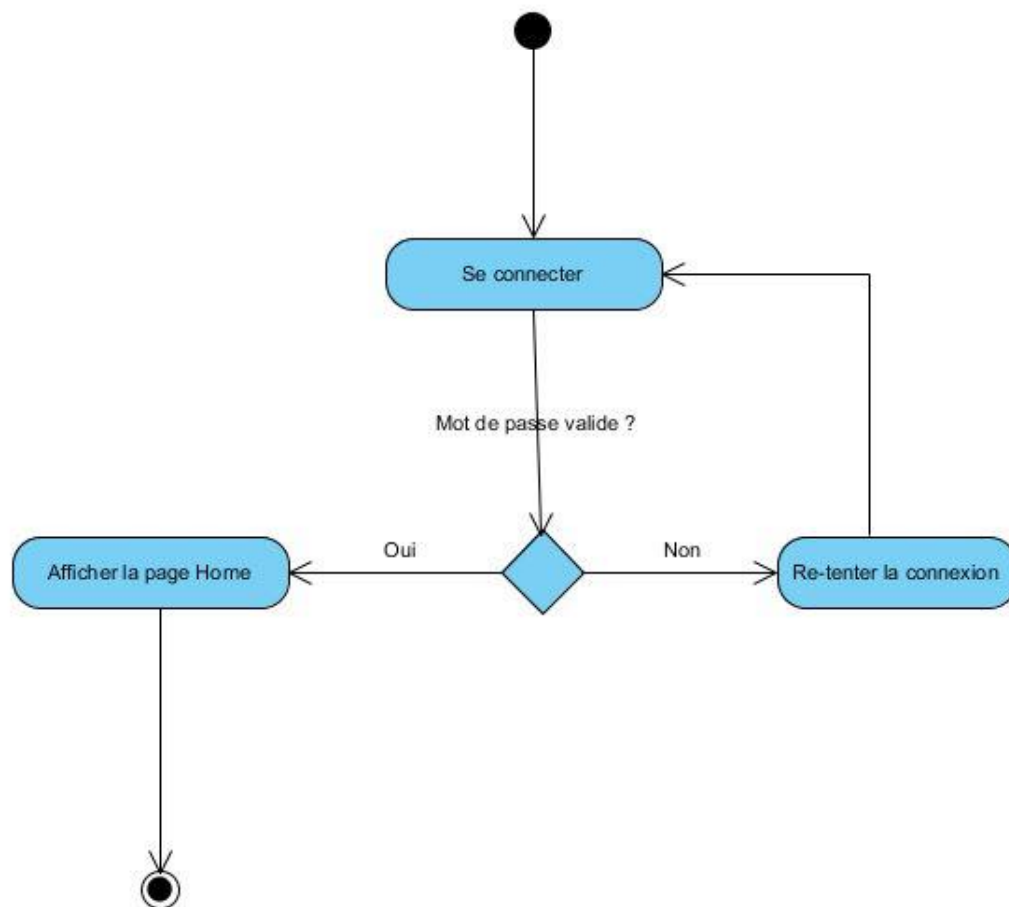 Se connecter
Mot de passe valide ?
Oui
Non
Afficher la page Home
Re-tenter la connexion